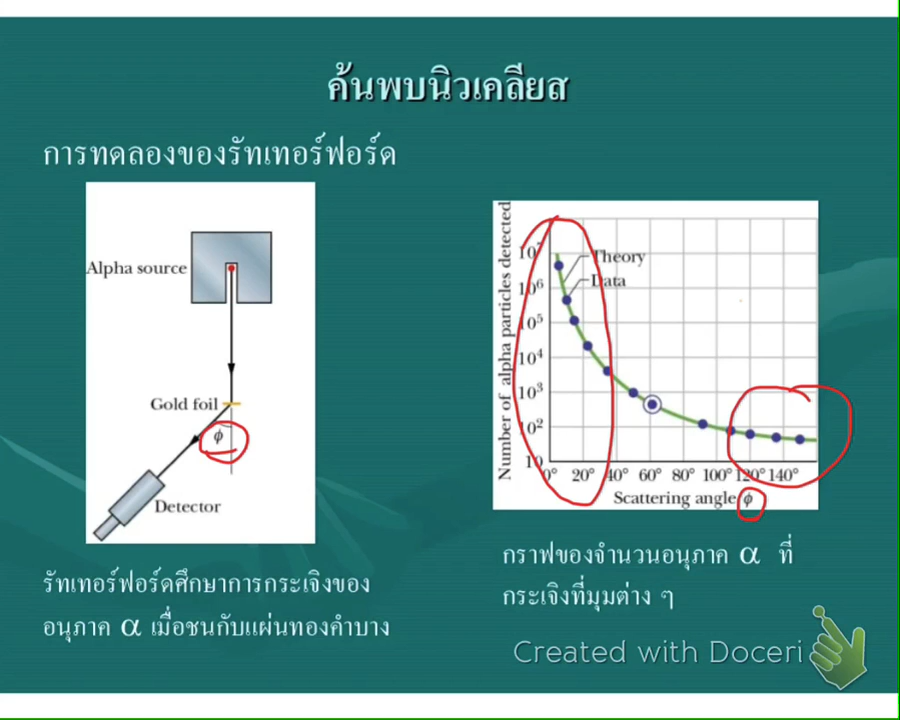 ค้นพบนิวเคลียส
การทดลองของรัทเทอร์ฟอร์ด
Alpha source
Gold foil
ϕ
Detector
รัทเทอร์ฟอร์ดศึกษาการกระเจิงของ
อนุภาค α เมื่อชนกับแผ่นทองคำบาง
Number of alpha particles detected
10⁷
10⁶
10⁵
10⁴
10³
10²
10
Theory
Data
0° 20° 40° 60° 80° 100° 120° 140°
Scattering angle ϕ
กราฟของจำนวนอนุภาค α ที่
กระเจิงที่มุมต่าง ๆ
Created with Doceri